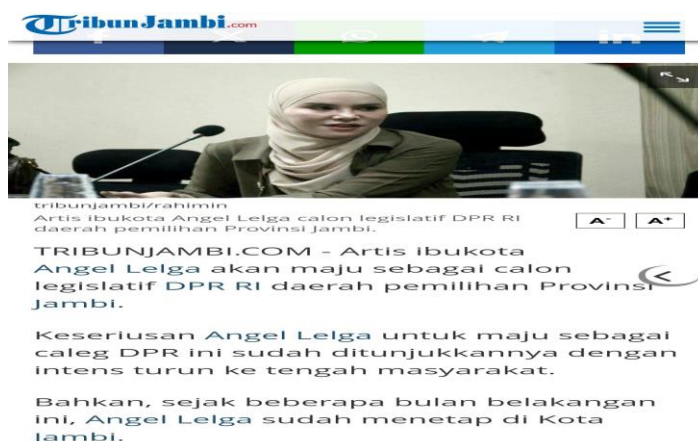 TribunJambi.com
f X in
tribunjambi/rahimin
Artis ibukota Angel Lelga calon legislatif DPR RI
daerah pemilihan Provinsi Jambi.
A- A+
TRIBUNJAMBI.COM - Artis ibukota
Angel Lelga akan maju sebagai calon
legislatif DPR RI daerah pemilihan Provinsi
Jambi.
Keseriusan Angel Lelga untuk maju sebagai
caleg DPR ini sudah ditunjukkannya dengan
intens turun ke tengah masyarakat.
Bahkan, sejak beberapa bulan belakangan
ini, Angel Lelga sudah menetap di Kota
Jambi.